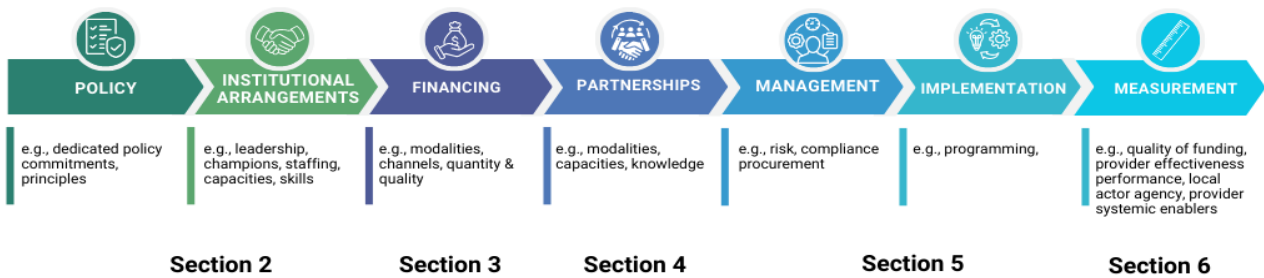 POLICY
INSTITUTIONAL
ARRANGEMENTS
FINANCING
PARTNERSHIPS
MANAGEMENT
IMPLEMENTATION
MEASUREMENT
e.g., dedicated policy
commitments,
principles
e.g., leadership,
champions, staffing,
capacities, skills
e.g., modalities,
channels, quantity &
quality
e.g., modalities,
capacities, knowledge
e.g., risk, compliance
procurement
e.g., programming,
e.g., quality of funding,
provider effectiveness
performance, local
actor agency, provider
systemic enablers
Section 2
Section 3
Section 4
Section 5
Section 6